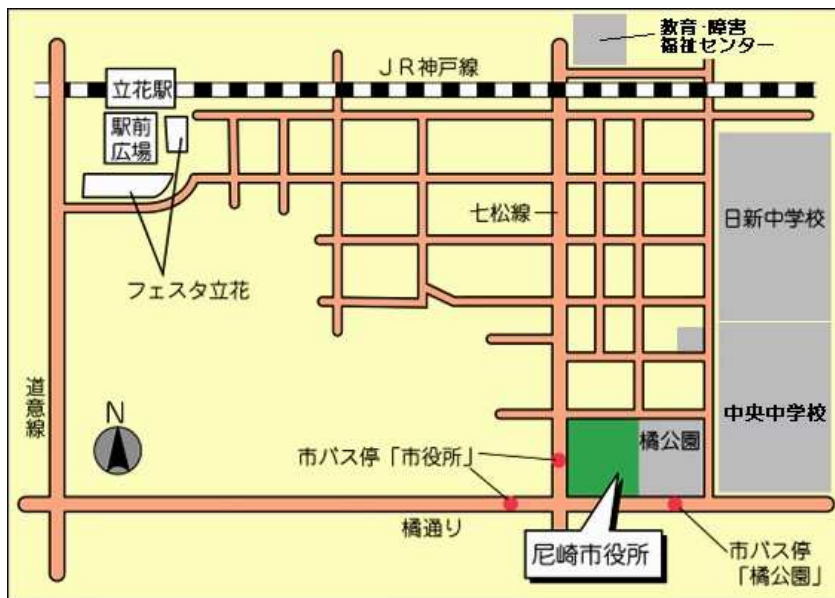 教育・障害
福祉センター
JR神戸線
立花駅
駅前
広場
七松線
日新中学校
フェスタ立花
道意線
N
中央中学校
橘公園
市バス停「市役所」
橘通り
尼崎市役所
市バス停
「橘公園」